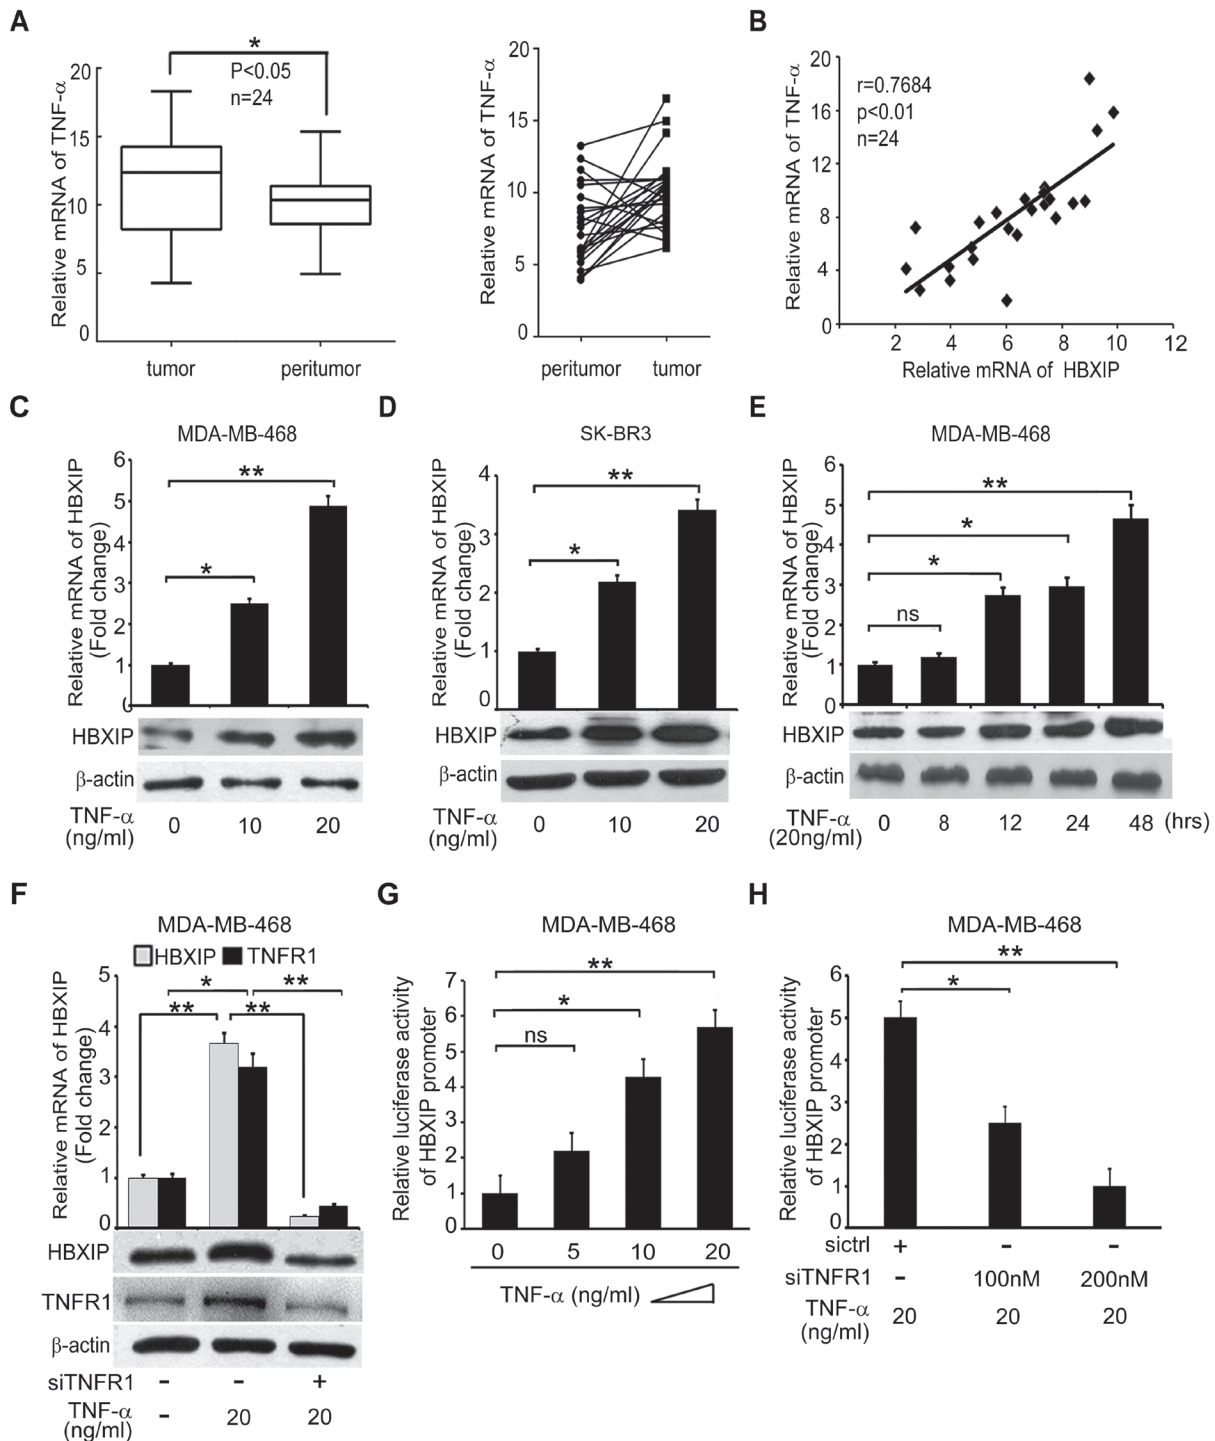 A
Relative mRNA of TNF-α
20
15
10
5
0
*
P<0.05
n=24
tumor
peritumor
Relative mRNA of TNF-α
20
15
10
5
0
peritumor
tumor
B
Relative mRNA of TNF-α
20
16
12
8
4
0
r=0.7684
p<0.01
n=24
2 4 6 8 10 12
Relative mRNA of HBXIP
C
MDA-MB-468
Relative mRNA of HBXIP
(Fold change)
6
5
4
3
2
1
0
**
*
HBXIP
β-actin
TNF-α
(ng/ml)
0 10 20
D
SK-BR3
Relative mRNA of HBXIP
(Fold change)
4
3
2
1
0
**
*
HBXIP
β-actin
TNF-α
(ng/ml)
0 10 20
E
MDA-MB-468
Relative mRNA of HBXIP
(Fold change)
6
5
4
3
2
1
0
**
*
*
ns
HBXIP
β-actin
TNF-α
(20ng/ml)
0 8 12 24 48 (hrs)
F
MDA-MB-468
HBXIP TNFR1
Relative mRNA of HBXIP
(Fold change)
5
4
3
2
1
0
* **
** **
HBXIP
TNFR1
β-actin
siTNFR1 - - +
TNF-α
(ng/ml)
- 20 20
G
MDA-MB-468
Relative luciferase activity
of HBXIP promoter
7
6
5
4
3
2
1
0
**
*
ns
0 5 10 20
TNF-α (ng/ml)
H
MDA-MB-468
Relative luciferase activity
of HBXIP promoter
6
5
4
3
2
1
0
**
*
sictrl + - -
siTNFR1 - 100nM 200nM
TNF-α
(ng/ml)
20 20 20